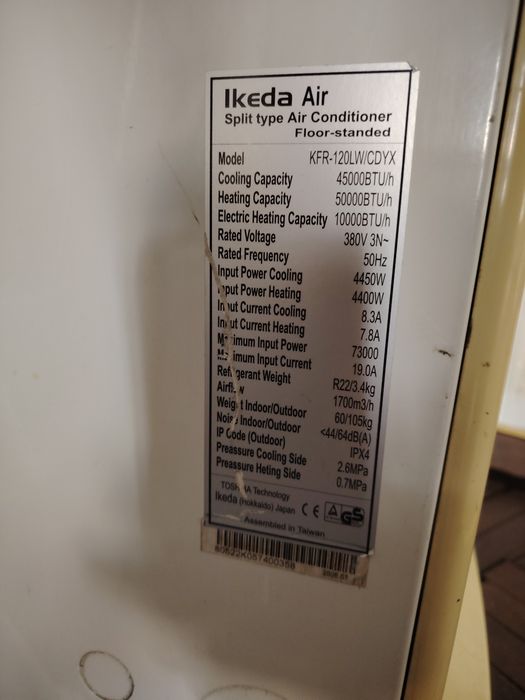 Ikeda Air
Split type Air Conditioner
Floor-standed
Model KFR-120LW/CDYX
Cooling Capacity 45000BTU/h
Heating Capacity 50000BTU/h
Electric Heating Capacity 10000BTU/h
Rated Voltage 380V 3N~
Rated Frequency 50Hz
Input Power Cooling 4450W
Input Power Heating 4400W
Input Current Cooling 8.3A
Input Current Heating 7.8A
Maximum Input Power 73000
Maximum Input Current 19.0A
Refrigerant Weight R22/3.4kg
Airflow 1700m3/h
Weight Indoor/Outdoor 60/105kg
Noise Indoor/Outdoor <44/64dB(A)
IP Code (Outdoor) IPX4
Preassure Cooling Side 2.6MPa
Preassure Heting Side 0.7MPa
TOSHIBA Technology
Ikeda (Hokkaido) Japan CE GS
Assembled in Taiwan